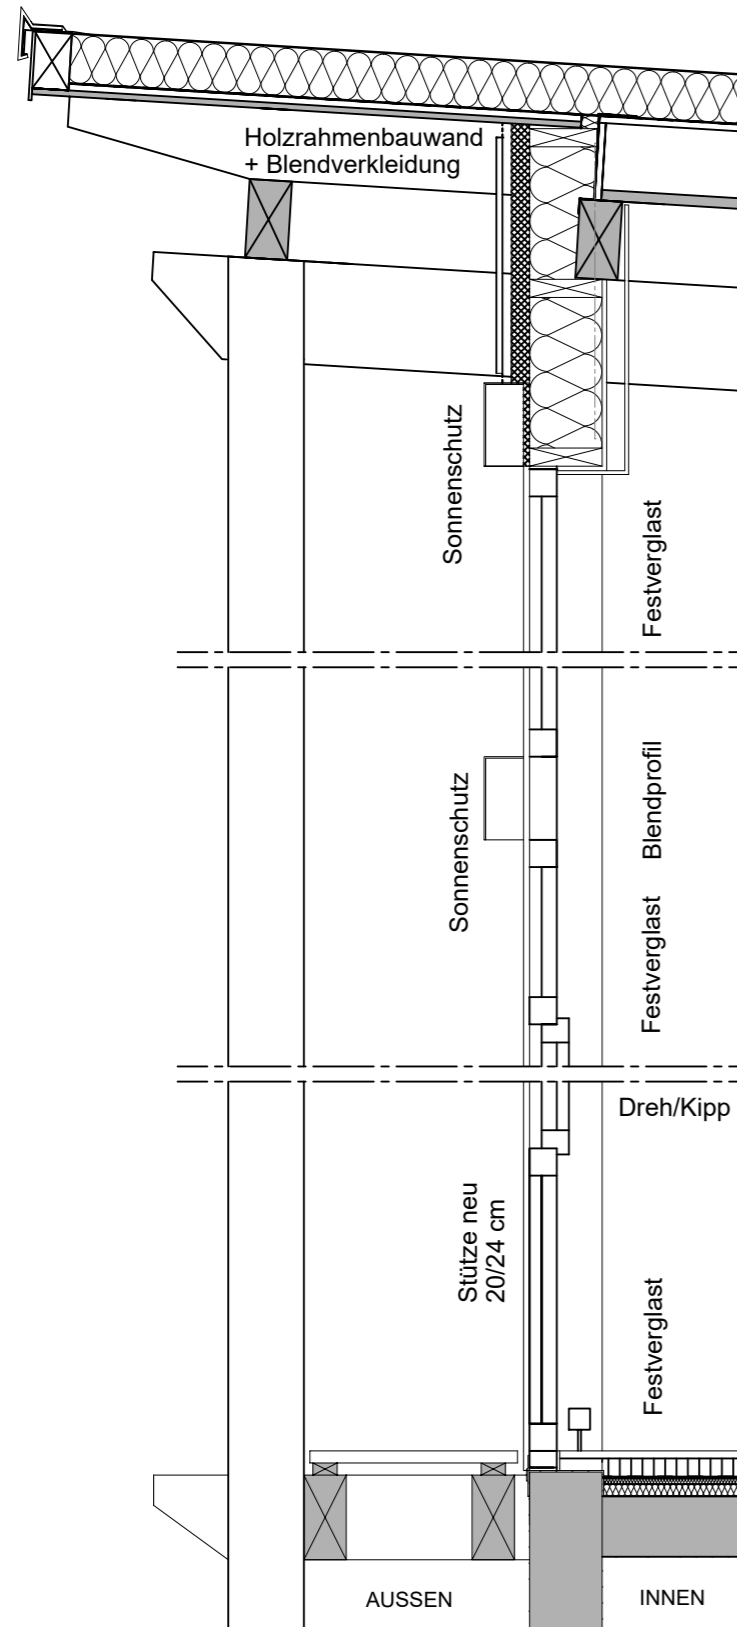 Holzrahmenbauwand
+ Blendverkleidung
Sonnenschutz
Festverglast
Sonnenschutz
Blendprofil
Festverglast
Dreh/Kipp
Stütze neu
20/24 cm
Festverglast
AUSSEN
INNEN